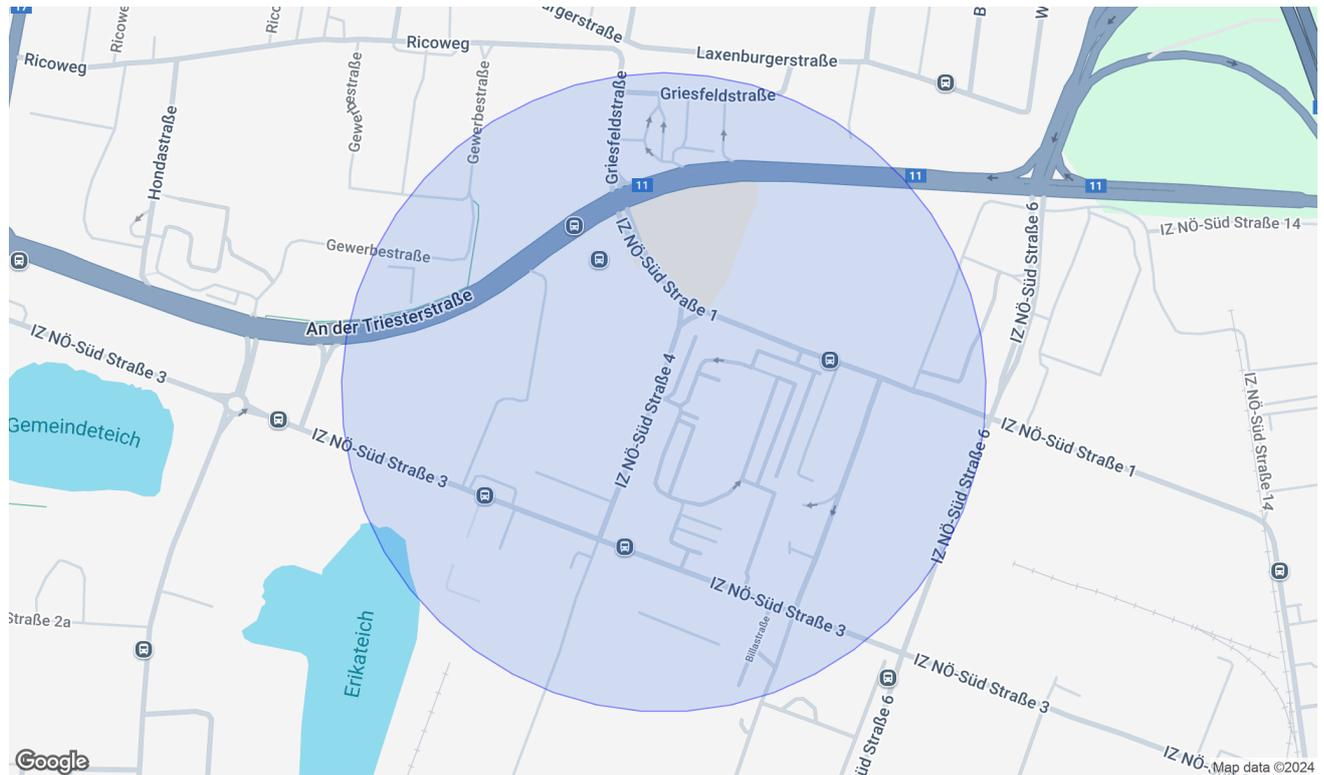 17
Ricoweg
Ricoweg
Laxenburgerstraße
Griesfeldstraße
Griesfeldstraße
Gewerbestraße
Gewerbestraße
Hondastraße
11
11
11
IZ NÖ-Süd Straße 14
IZ NÖ-Süd Straße 6
Gewerbestraße
IZ NÖ-Süd Straße 1
An der Triesterstraße
IZ NÖ-Süd Straße 3
IZ NÖ-Süd Straße 4
IZ NÖ-Süd Straße 14
Gemeindeteich
IZ NÖ-Süd Straße 3
IZ NÖ-Süd Straße 1
IZ NÖ-Süd Straße 6
IZ NÖ-Süd Straße 3
Straße 2a
Billastraße
Erikateich
IZ NÖ-Süd Straße 3
üd Straße 6
IZ NÖ-
Google
Map data ©2024